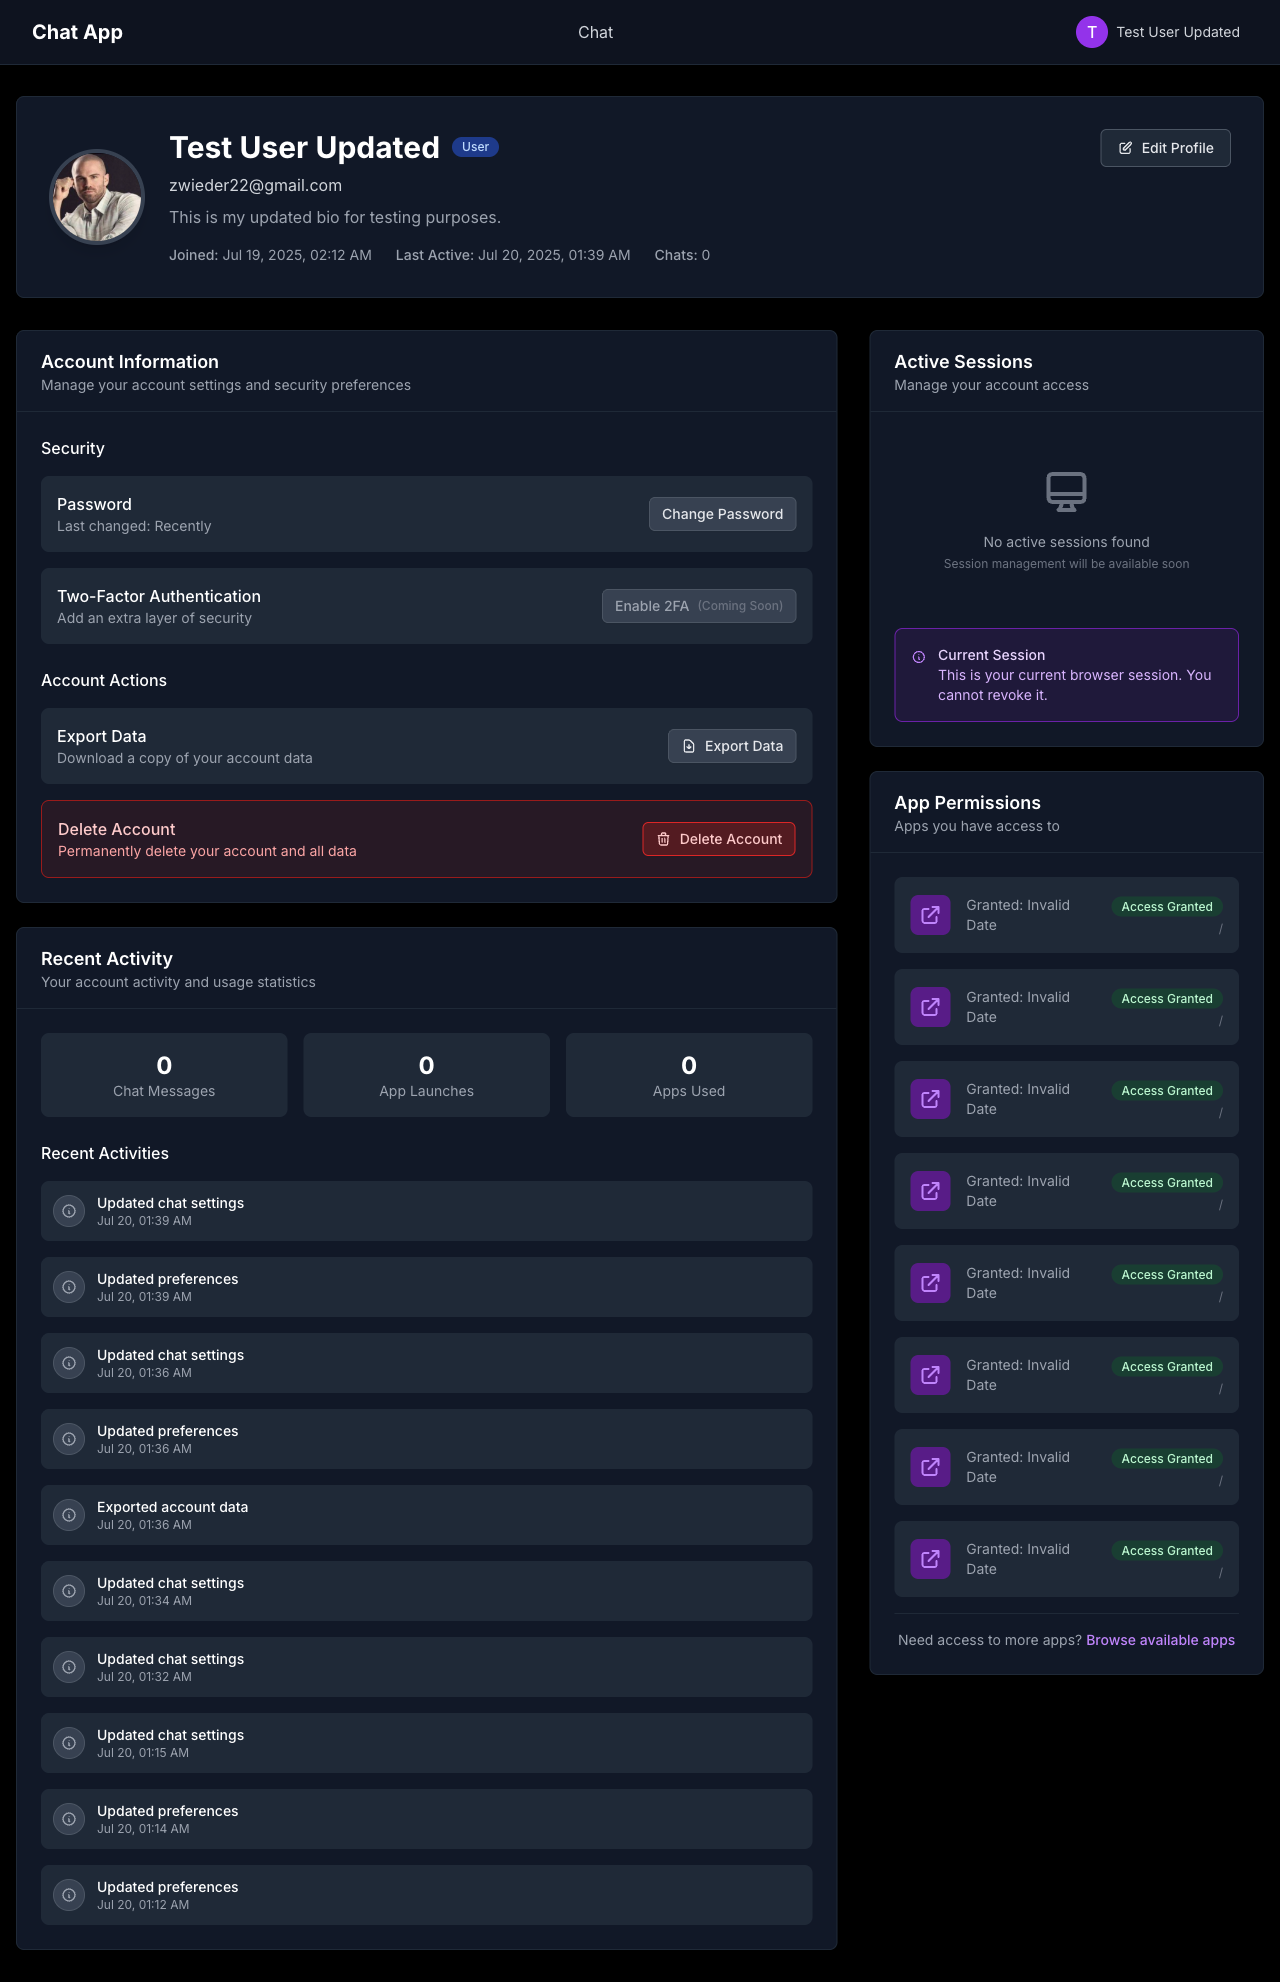 Chat App
Chat
T
Test User Updated
Test User Updated
User
Edit Profile
zwieder22@gmail.com
This is my updated bio for testing purposes.
Joined: Jul 19, 2025, 02:12 AM
Last Active: Jul 20, 2025, 01:39 AM
Chats: 0
Account Information
Manage your account settings and security preferences
Security
Password
Last changed: Recently
Change Password
Two-Factor Authentication
Add an extra layer of security
Enable 2FA (Coming Soon)
Account Actions
Export Data
Download a copy of your account data
Export Data
Delete Account
Permanently delete your account and all data
Delete Account
Recent Activity
Your account activity and usage statistics
0
Chat Messages
0
App Launches
0
Apps Used
Recent Activities
Updated chat settings
Jul 20, 01:39 AM
Updated preferences
Jul 20, 01:39 AM
Updated chat settings
Jul 20, 01:36 AM
Updated preferences
Jul 20, 01:36 AM
Exported account data
Jul 20, 01:36 AM
Updated chat settings
Jul 20, 01:34 AM
Updated chat settings
Jul 20, 01:32 AM
Updated chat settings
Jul 20, 01:15 AM
Updated preferences
Jul 20, 01:14 AM
Updated preferences
Jul 20, 01:12 AM
Active Sessions
Manage your account access
No active sessions found
Session management will be available soon
Current Session
This is your current browser session. You
cannot revoke it.
App Permissions
Apps you have access to
Granted: Invalid
Date
Access Granted
/
Granted: Invalid
Date
Access Granted
/
Granted: Invalid
Date
Access Granted
/
Granted: Invalid
Date
Access Granted
/
Granted: Invalid
Date
Access Granted
/
Granted: Invalid
Date
Access Granted
/
Granted: Invalid
Date
Access Granted
/
Granted: Invalid
Date
Access Granted
/
Need access to more apps? Browse available apps